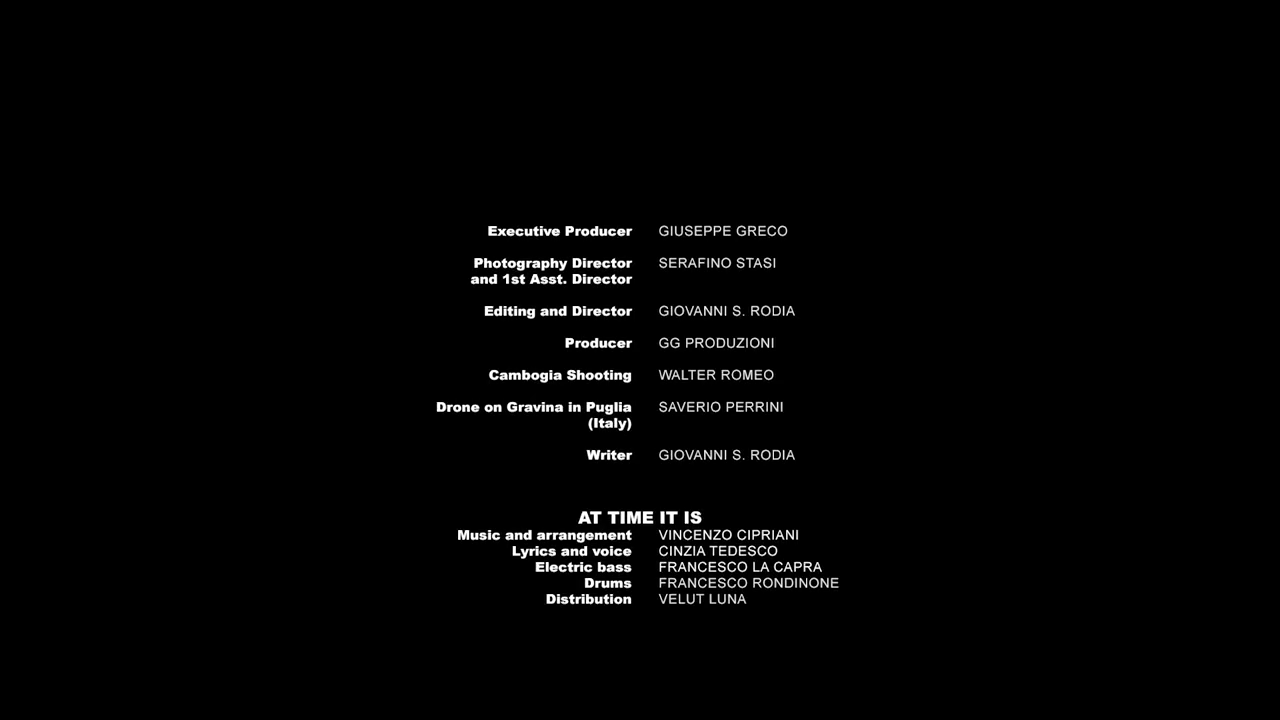 Executive Producer GIUSEPPE GRECO
Photography Director SERAFINO STASI
and 1st Asst. Director
Editing and Director GIOVANNI S. RODIA
Producer GG PRODUZIONI
Cambogia Shooting WALTER ROMEO
Drone on Gravina in Puglia SAVERIO PERRINI
(Italy)
Writer GIOVANNI S. RODIA
AT TIME IT IS
Music and arrangement VINCENZO CIPRIANI
Lyrics and voice CINZIA TEDESCO
Electric bass FRANCESCO LA CAPRA
Drums FRANCESCO RONDINONE
Distribution VELUT LUNA